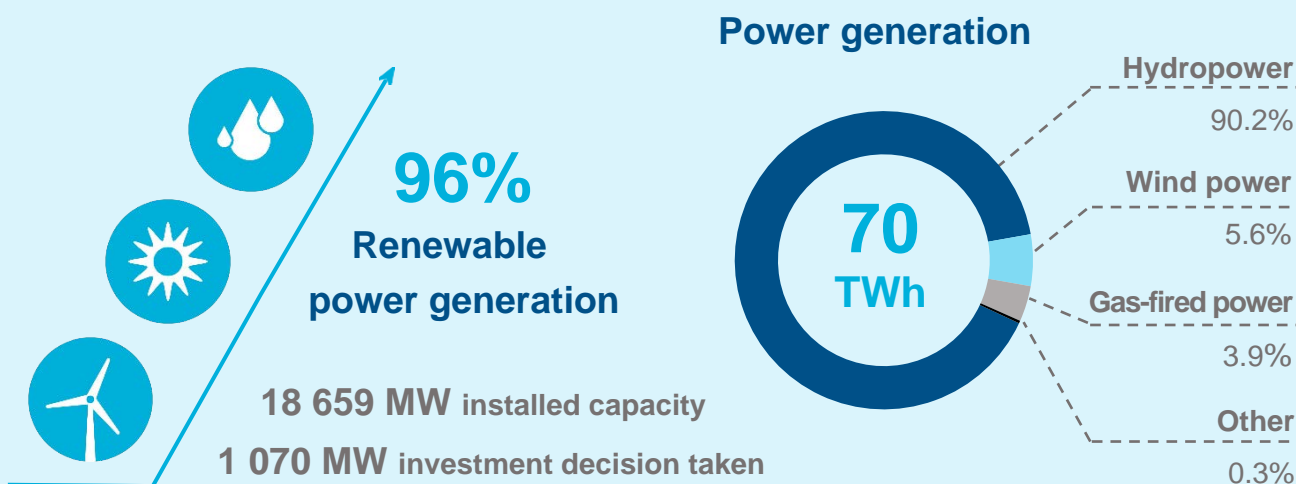 Power generation
96%
Renewable
power generation
18 659 MW installed capacity
1 070 MW investment decision taken
70
TWh
Hydropower
90.2%
Wind power
5.6%
Gas-fired power
3.9%
Other
0.3%